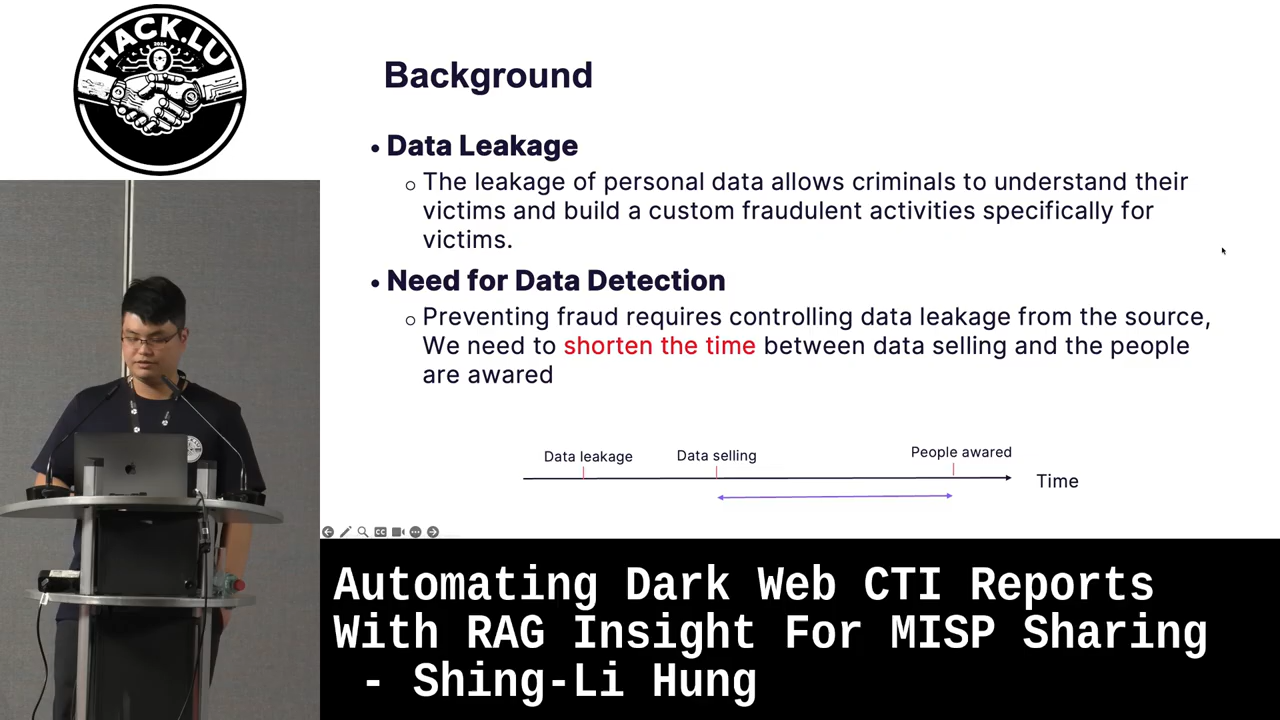 HACK.LU
2024
Background
• Data Leakage
○ The leakage of personal data allows criminals to understand their
victims and build a custom fraudulent activities specifically for
victims.
• Need for Data Detection
○ Preventing fraud requires controlling data leakage from the source,
We need to shorten the time between data selling and the people
are awared
Data leakage
Data selling
People awared
Time
Automating Dark Web CTI Reports
With RAG Insight For MISP Sharing
- Shing-Li Hung